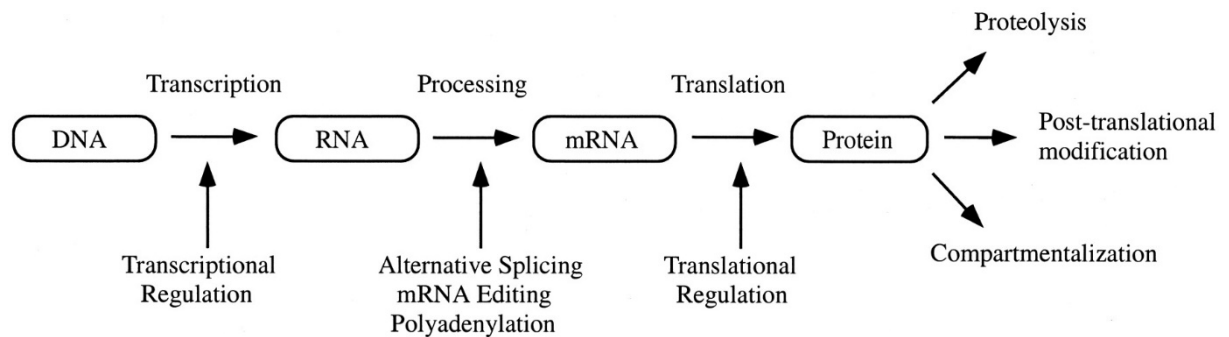 Proteolysis
Transcription
Processing
Translation
DNA
RNA
mRNA
Protein
Post-translational
modification
Compartmentalization
Transcriptional
Regulation
Alternative Splicing
mRNA Editing
Polyadenylation
Translational
Regulation